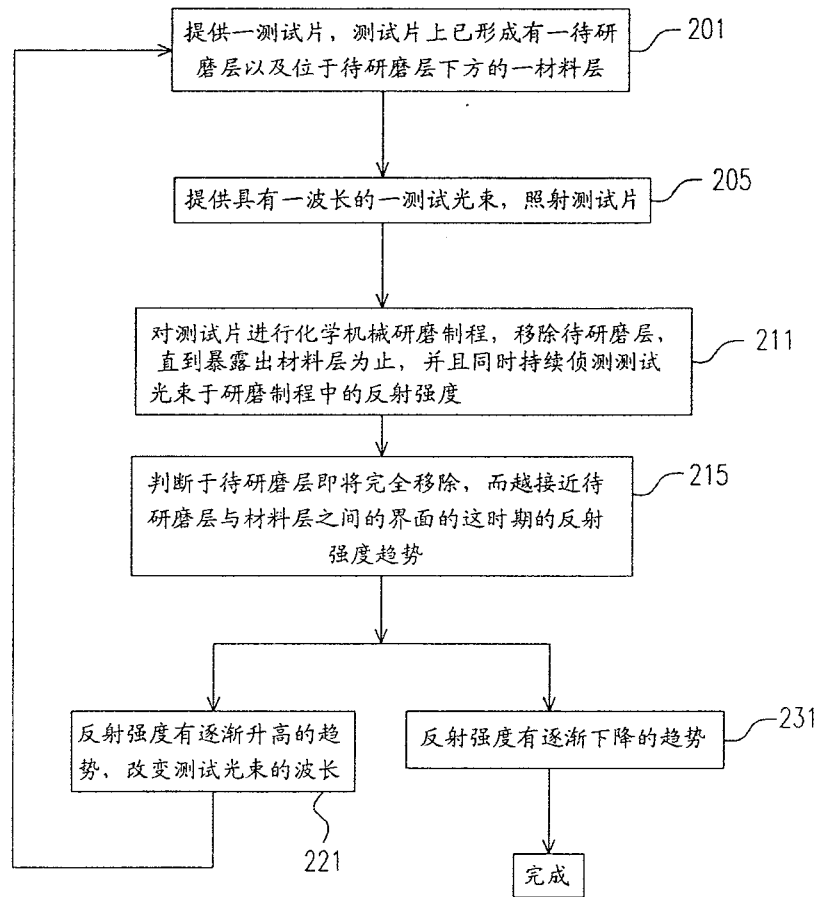 提供一测试片，测试片上已形成有一待研
磨层以及位于待研磨层下方的一材料层
201
提供具有一波长的一测试光束，照射测试片
205
对测试片进行化学机械研磨制程，移除待研磨层，
直到暴露出材料层为止，并且同时持续侦测测试
光束于研磨制程中的反射强度
211
判断于待研磨层即将完全移除，而越接近待
研磨层与材料层之间的界面的这时期的反射
强度趋势
215
反射强度有逐渐升高的趋
势，改变测试光束的波长
221
反射强度有逐渐下降的趋势
231
完成